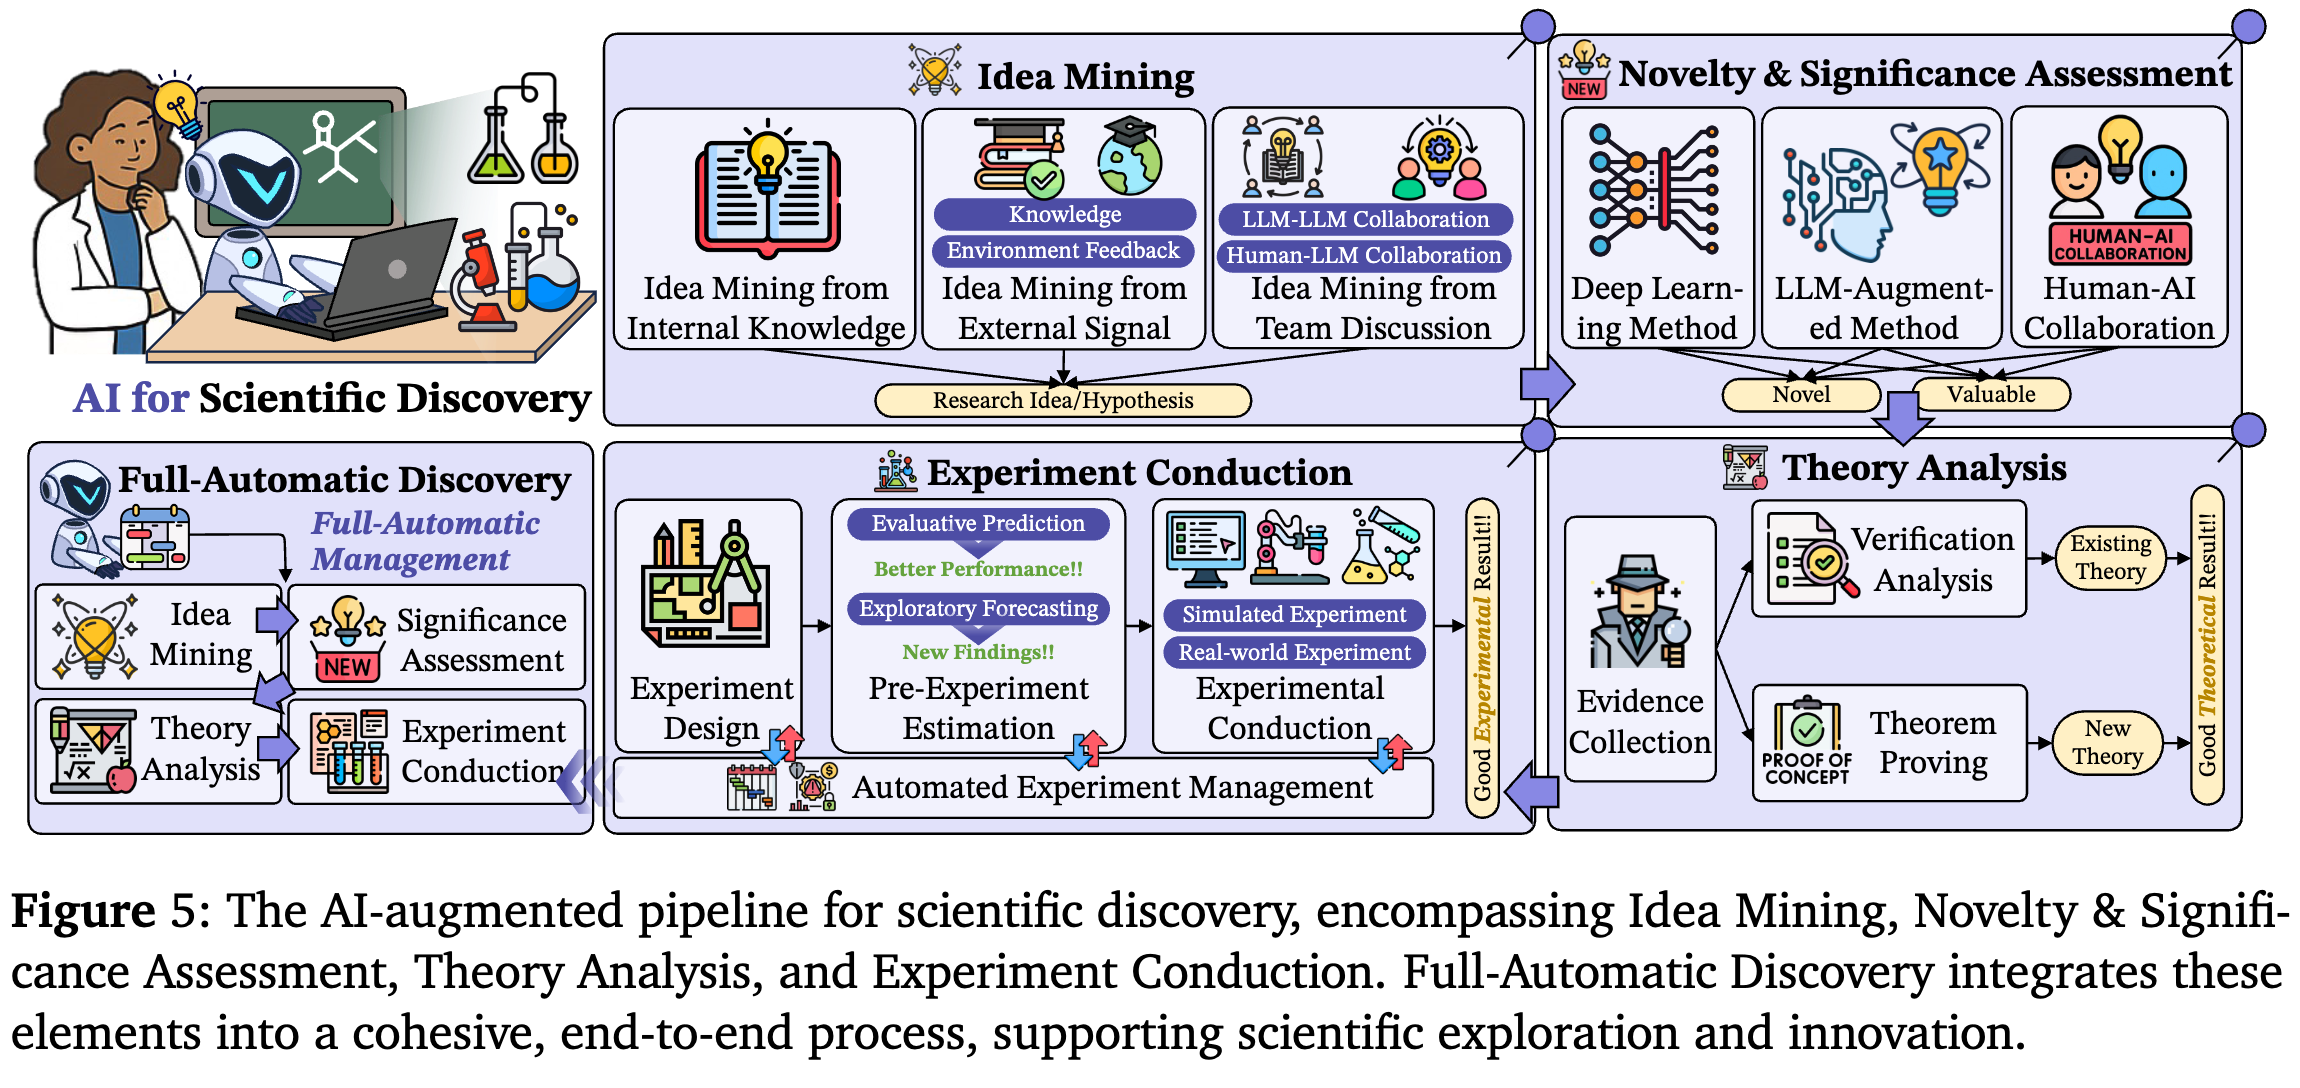 AI for Scientific Discovery
Idea Mining
Idea Mining from
Internal Knowledge
Knowledge
Environment Feedback
Idea Mining from
External Signal
LLM-LLM Collaboration
Human-LLM Collaboration
Idea Mining from
Team Discussion
Research Idea/Hypothesis
NEW
Novelty & Significance Assessment
Deep Learn-
ing Method
LLM-Augment-
ed Method
HUMAN-AI
COLLABORATION
Human-AI
Collaboration
Novel
Valuable
Full-Automatic Discovery
Full-Automatic
Management
Idea
Mining
NEW
Significance
Assessment
√x
Theory
Analysis
Experiment
Conduction
Experiment Conduction
Experiment
Design
Evaluative Prediction
Better Performance!!
Exploratory Forecasting
New Findings!!
Pre-Experiment
Estimation
Simulated Experiment
Real-world Experiment
Experimental
Conduction
Automated Experiment Management
Good Experimental Result!!
√x
Theory Analysis
Evidence
Collection
Verification
Analysis
Existing
Theory
PROOF OF
CONCEPT
Theorem
Proving
New
Theory
Good Theoretical Result!!
Figure 5: The AI-augmented pipeline for scientific discovery, encompassing Idea Mining, Novelty & Signifi-
cance Assessment, Theory Analysis, and Experiment Conduction. Full-Automatic Discovery integrates these
elements into a cohesive, end-to-end process, supporting scientific exploration and innovation.